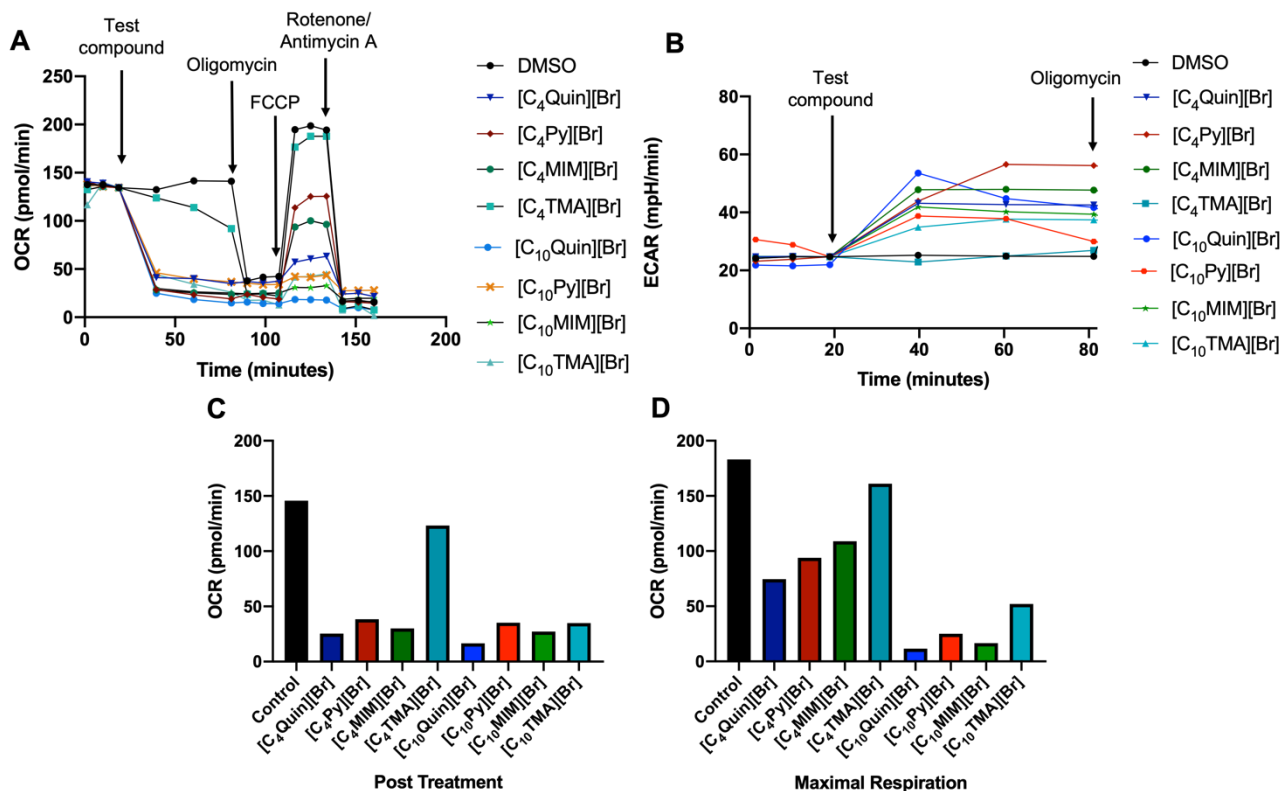 A
Test
compound
Oligomycin
FCCP
Rotenone/
Antimycin A
OCR (pmol/min)
250
200
150
100
50
0
0
50
100
150
200
Time (minutes)
DMSO
[C4Quin][Br]
[C4Py][Br]
[C4MIM][Br]
[C4TMA][Br]
[C10Quin][Br]
[C10Py][Br]
[C10MIM][Br]
[C10TMA][Br]
B
Test
compound
Oligomycin
ECAR (mpH/min)
80
60
40
20
0
0
20
40
60
80
Time (minutes)
DMSO
[C4Quin][Br]
[C4Py][Br]
[C4MIM][Br]
[C4TMA][Br]
[C10Quin][Br]
[C10Py][Br]
[C10MIM][Br]
[C10TMA][Br]
C
OCR (pmol/min)
200
150
100
50
0
Control
[C4Quin][Br]
[C4Py][Br]
[C4MIM][Br]
[C4TMA][Br]
[C10Quin][Br]
[C10Py][Br]
[C10MIM][Br]
[C10TMA][Br]
Post Treatment
D
OCR (pmol/min)
200
150
100
50
0
Control
[C4Quin][Br]
[C4Py][Br]
[C4MIM][Br]
[C4TMA][Br]
[C10Quin][Br]
[C10Py][Br]
[C10MIM][Br]
[C10TMA][Br]
Maximal Respiration